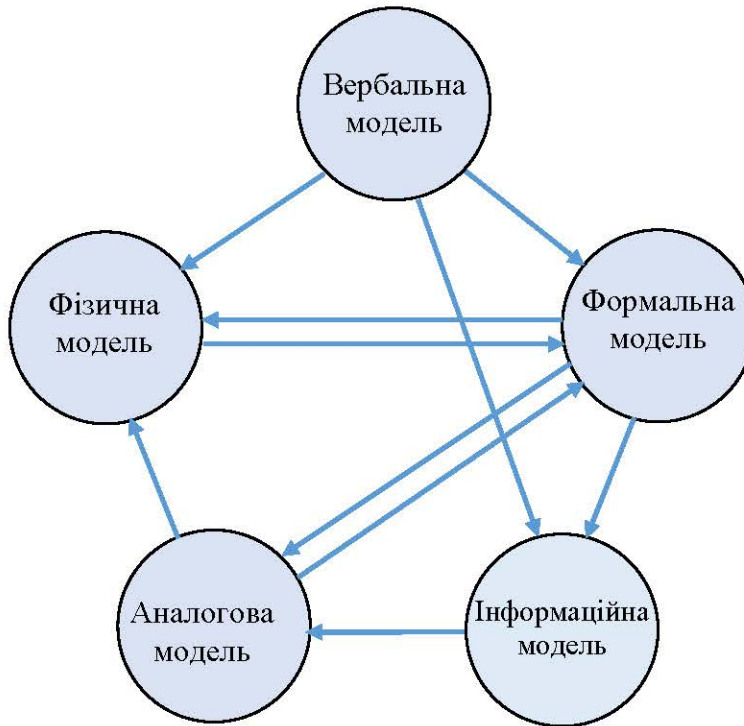 Вербальна
модель
Фізична
модель
Формальна
модель
Аналогова
модель
Інформаційна
модель